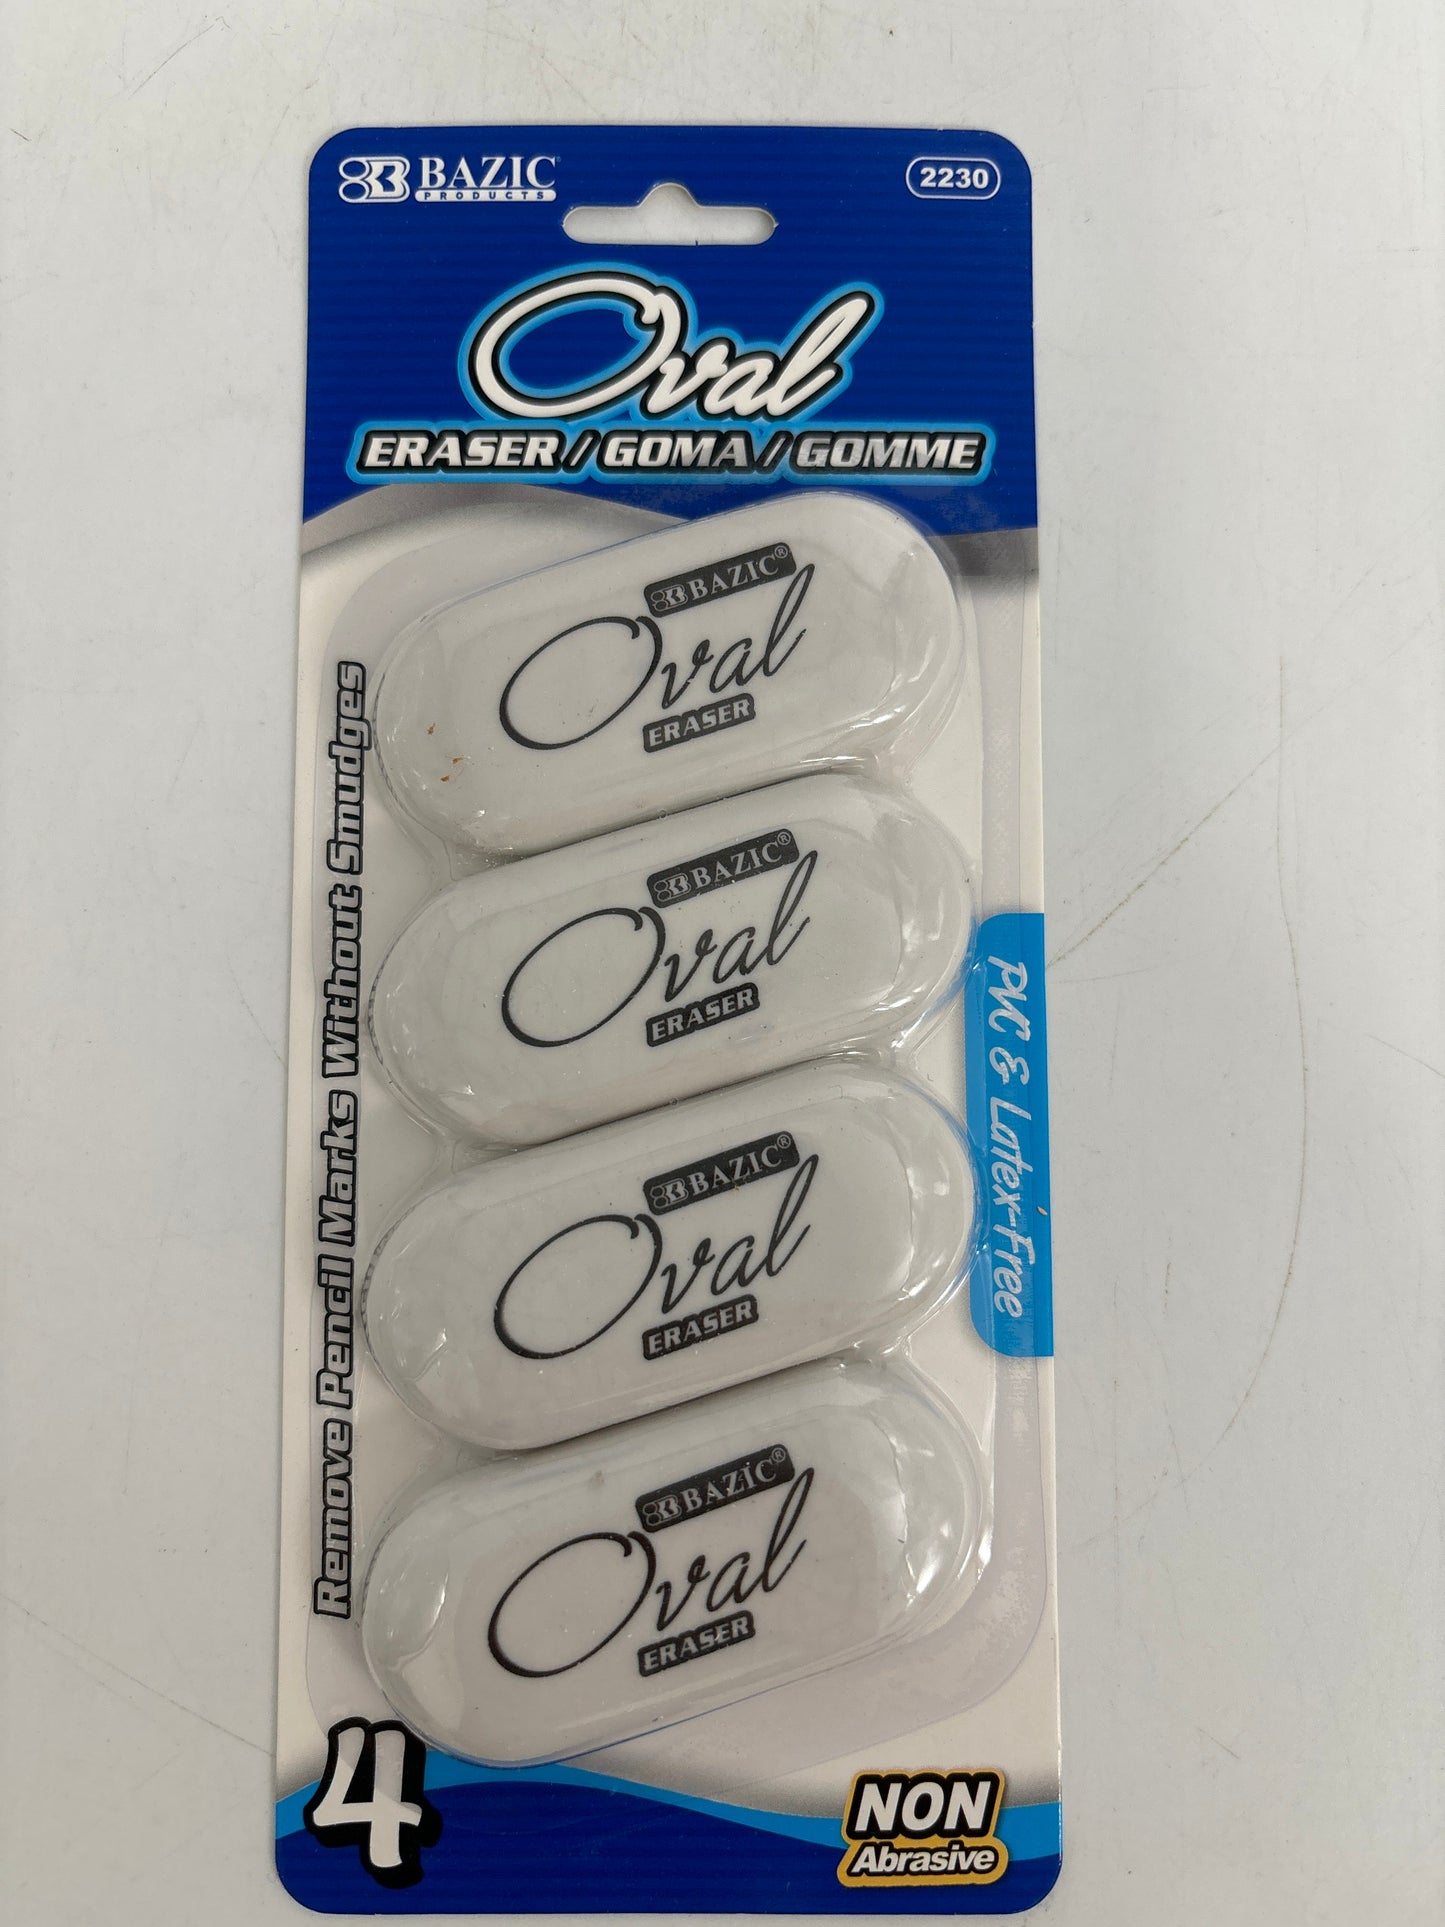 BAZIC
PRODUCTS
2230
Oval
ERASER / GOMA / GOMME
BAZIC®
Oval
ERASER
BAZIC®
Oval
ERASER
BAZIC®
Oval
ERASER
BAZIC®
Oval
ERASER
Remove Pencil Marks Without Smudges
PVC & Latex-Free
4
NON
Abrasive